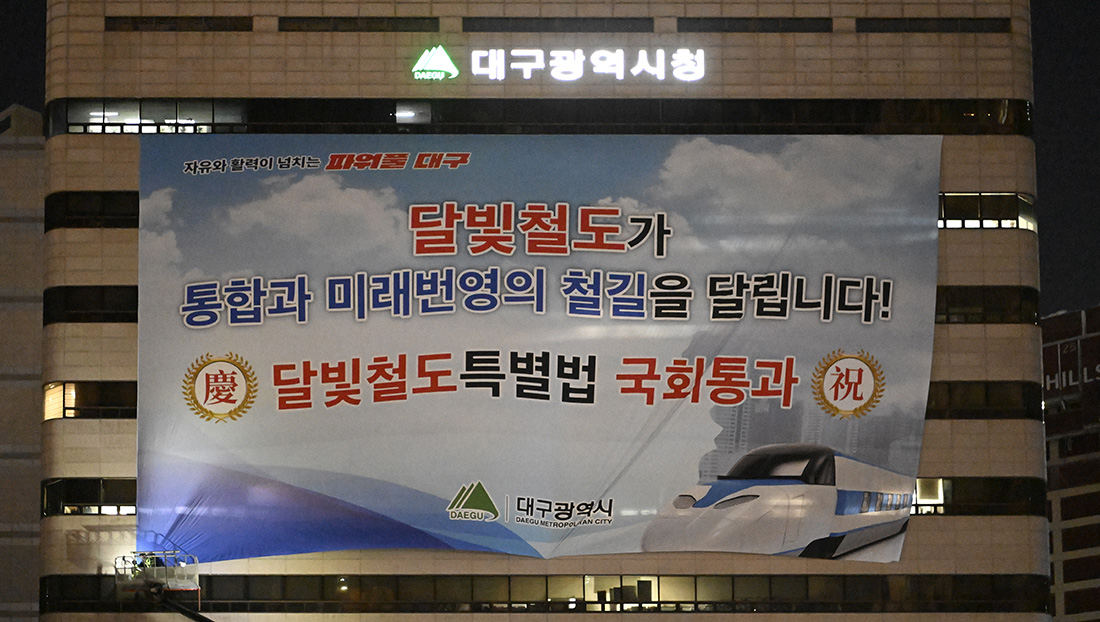 DAEGU 대구광역시청
자유와 활력이 넘치는 파워풀 대구
달빛철도가
통합과 미래번영의 철길을 달립니다!
慶 달빛철도특별법 국회통과 祝
DAEGU 대구광역시
DAEGU METROPOLITAN CITY
HILLS